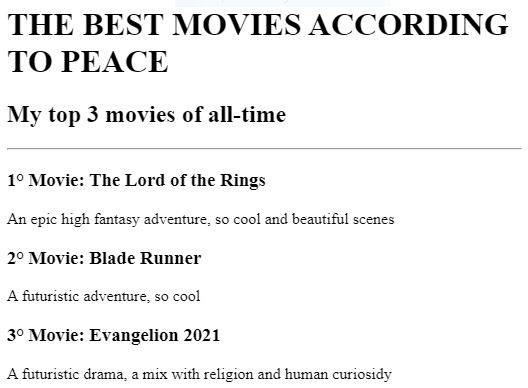 THE BEST MOVIES ACCORDING
TO PEACE
My top 3 movies of all-time
1° Movie: The Lord of the Rings
An epic high fantasy adventure, so cool and beautiful scenes
2° Movie: Blade Runner
A futuristic adventure, so cool
3° Movie: Evangelion 2021
A futuristic drama, a mix with religion and human curiosidy